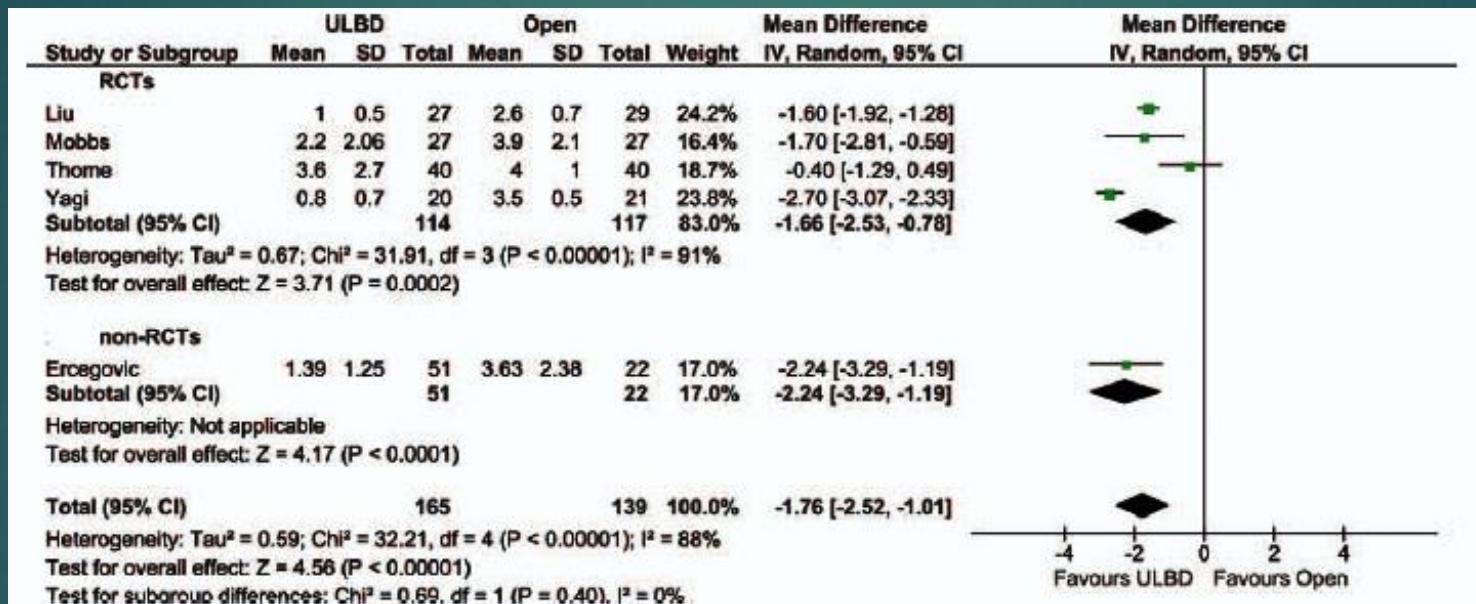 ULBD Open Mean Difference Mean Difference
Study or Subgroup Mean SD Total Mean SD Total Weight IV, Random, 95% CI IV, Random, 95% CI
RCTs
Liu 1 0.5 27 2.6 0.7 29 24.2% -1.60 [-1.92, -1.28]
Mobbs 2.2 2.06 27 3.9 2.1 27 16.4% -1.70 [-2.81, -0.59]
Thome 3.6 2.7 40 4 1 40 18.7% -0.40 [-1.29, 0.49]
Yagi 0.8 0.7 20 3.5 0.5 21 23.8% -2.70 [-3.07, -2.33]
Subtotal (95% CI) 114 117 83.0% -1.66 [-2.53, -0.78]
Heterogeneity: Tau² = 0.67; Chi² = 31.91, df = 3 (P < 0.00001); I² = 91%
Test for overall effect: Z = 3.71 (P = 0.0002)
non-RCTs
Ercegovic 1.39 1.25 51 3.63 2.38 22 17.0% -2.24 [-3.29, -1.19]
Subtotal (95% CI) 51 22 17.0% -2.24 [-3.29, -1.19]
Heterogeneity: Not applicable
Test for overall effect: Z = 4.17 (P < 0.0001)
Total (95% CI) 165 139 100.0% -1.76 [-2.52, -1.01]
Heterogeneity: Tau² = 0.59; Chi² = 32.21, df = 4 (P < 0.00001); I² = 88%
-4 -2 0 2 4
Test for overall effect: Z = 4.56 (P < 0.00001)
Favours ULBD Favours Open
Test for subgroup differences: Chi² = 0.69, df = 1 (P = 0.40), I² = 0%